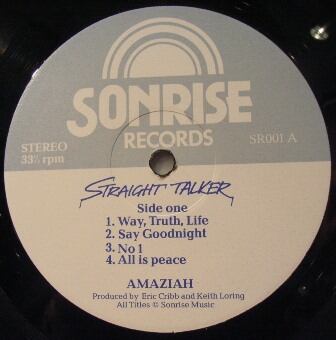 SONRISE
RECORDS
STEREO
33⅓ rpm
SR001 A
STRAIGHT TALKER
Side one
1. Way, Truth, Life
2. Say Goodnight
3. No 1
4. All is peace
AMAZIAH
Produced by Eric Cribb and Keith Loring
All Titles © Sonrise Music